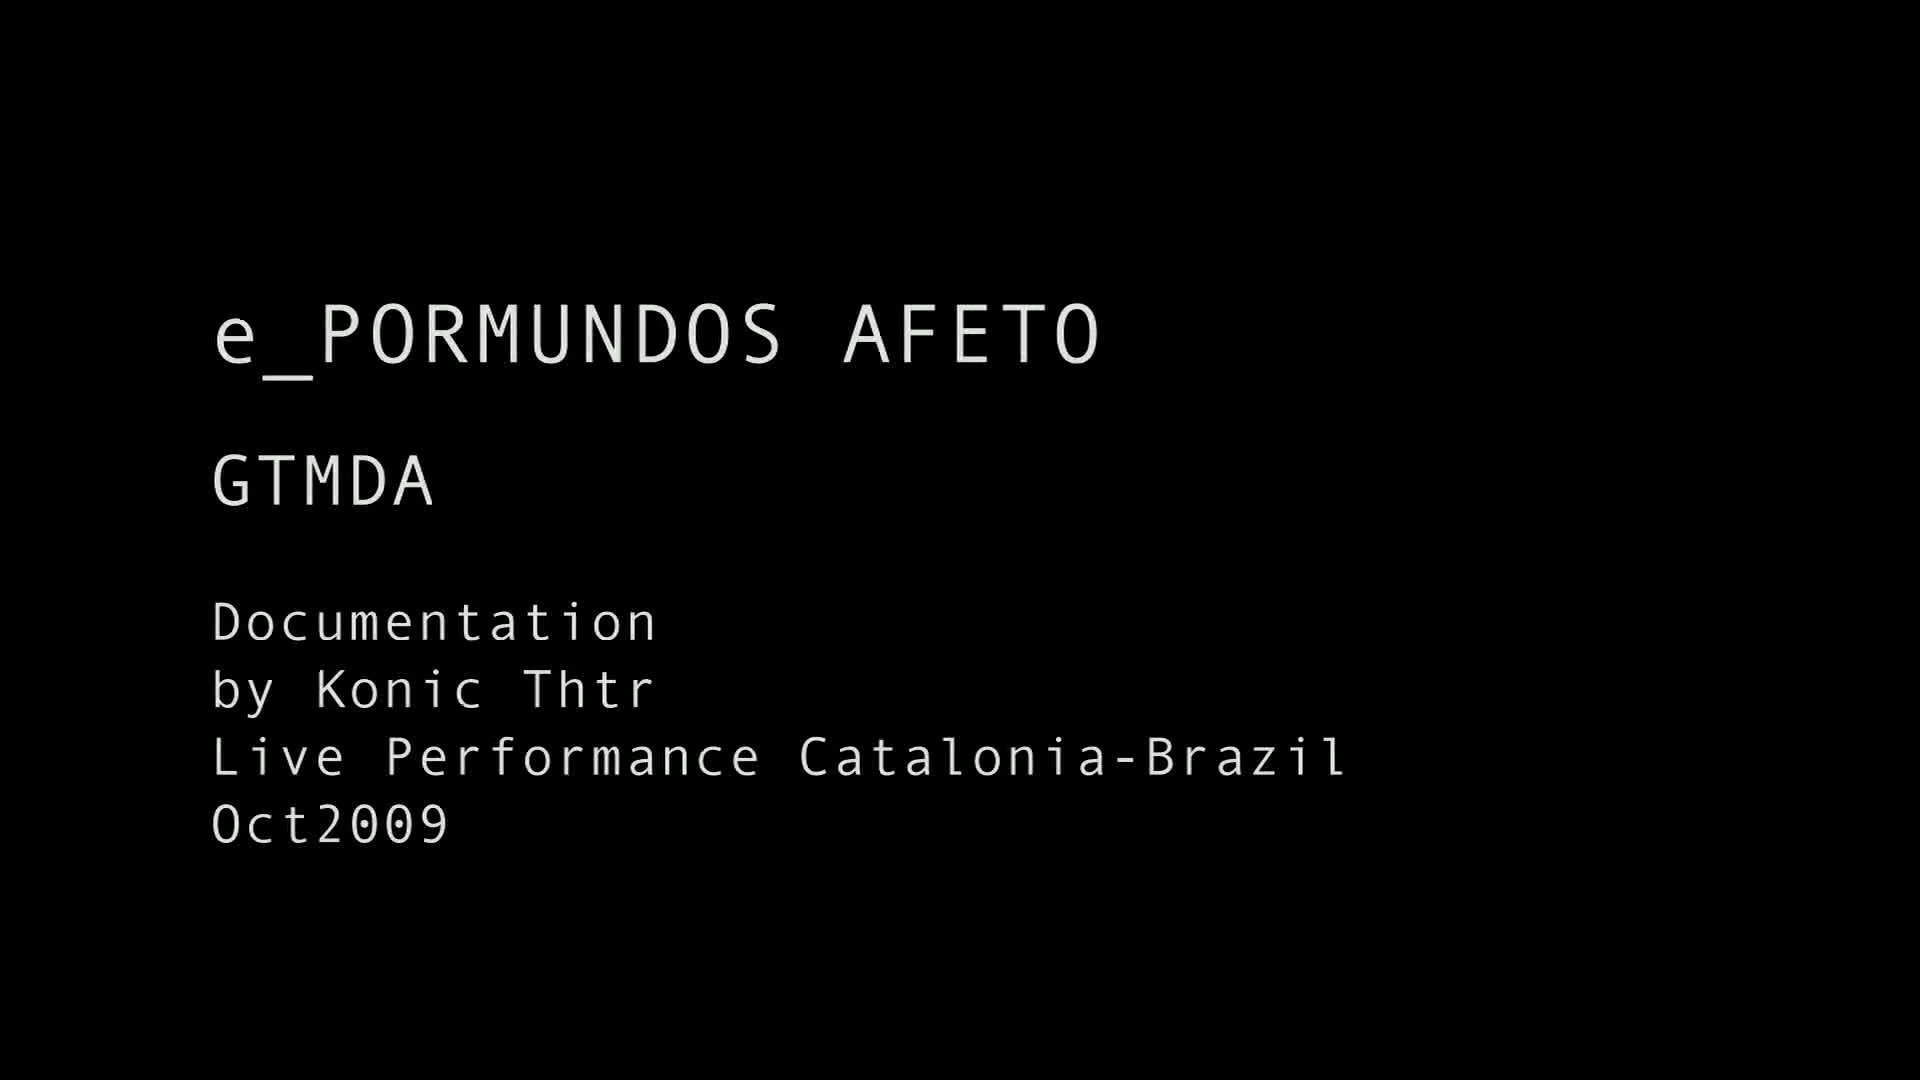 e_PORMUNDOS AFETO
GTMDA
Documentation
by Konic Thtr
Live Performance Catalonia-Brazil
Oct2009